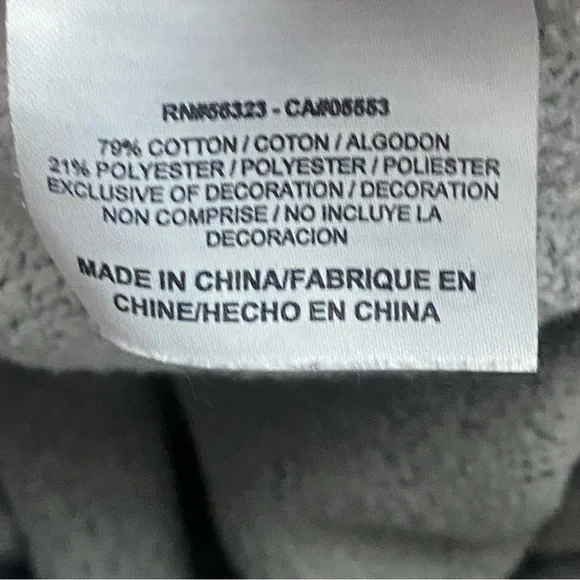 RN#56323 - CA#05553
79% COTTON / COTON / ALGODON
21% POLYESTER / POLYESTER / POLIESTER
EXCLUSIVE OF DECORATION / DECORATION
NON COMPRISE / NO INCLUYE LA
DECORACION
MADE IN CHINA/FABRIQUE EN
CHINE/HECHO EN CHINA